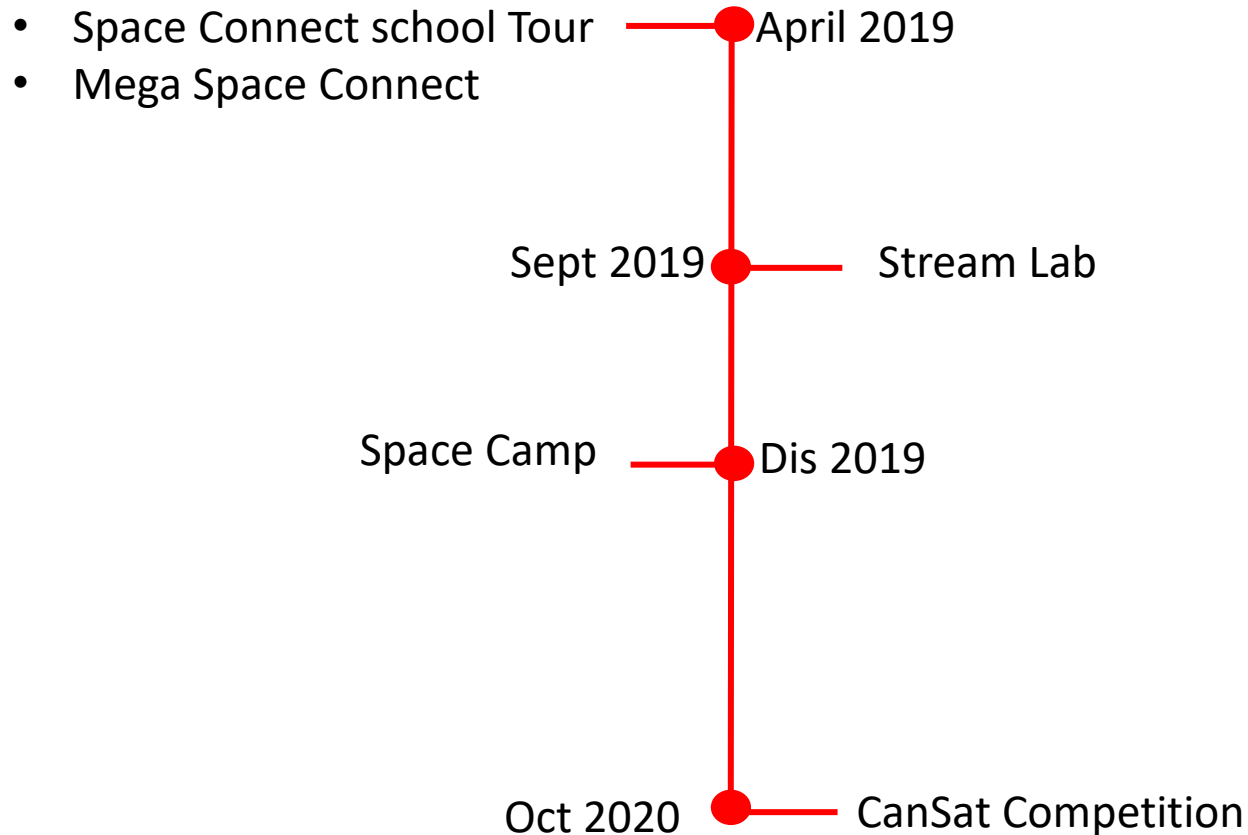 • Space Connect school Tour
April 2019
• Mega Space Connect
Sept 2019
Stream Lab
Space Camp
Dis 2019
Oct 2020
CanSat Competition